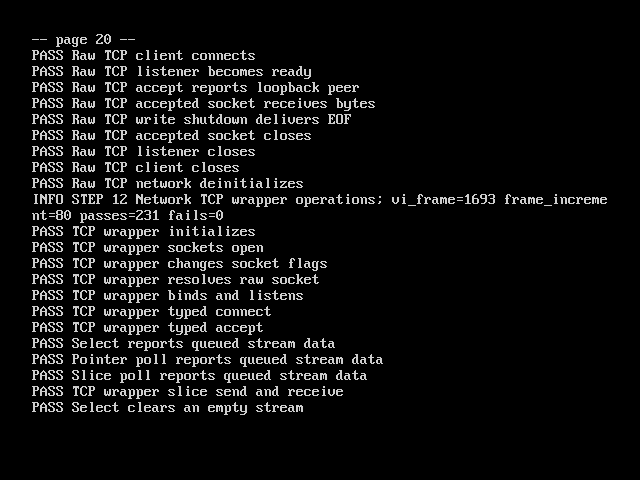 -- page 20 --
PASS Raw TCP client connects
PASS Raw TCP listener becomes ready
PASS Raw TCP accept reports loopback peer
PASS Raw TCP accepted socket receives bytes
PASS Raw TCP write shutdown delivers EOF
PASS Raw TCP accepted socket closes
PASS Raw TCP listener closes
PASS Raw TCP client closes
PASS Raw TCP network deinitializes
INFO STEP 12 Network TCP wrapper operations; vi_frame=1693 frame_increme
nt=80 passes=231 fails=0
PASS TCP wrapper initializes
PASS TCP wrapper sockets open
PASS TCP wrapper changes socket flags
PASS TCP wrapper resolves raw socket
PASS TCP wrapper binds and listens
PASS TCP wrapper typed connect
PASS TCP wrapper typed accept
PASS Select reports queued stream data
PASS Pointer poll reports queued stream data
PASS Slice poll reports queued stream data
PASS TCP wrapper slice send and receive
PASS Select clears an empty stream